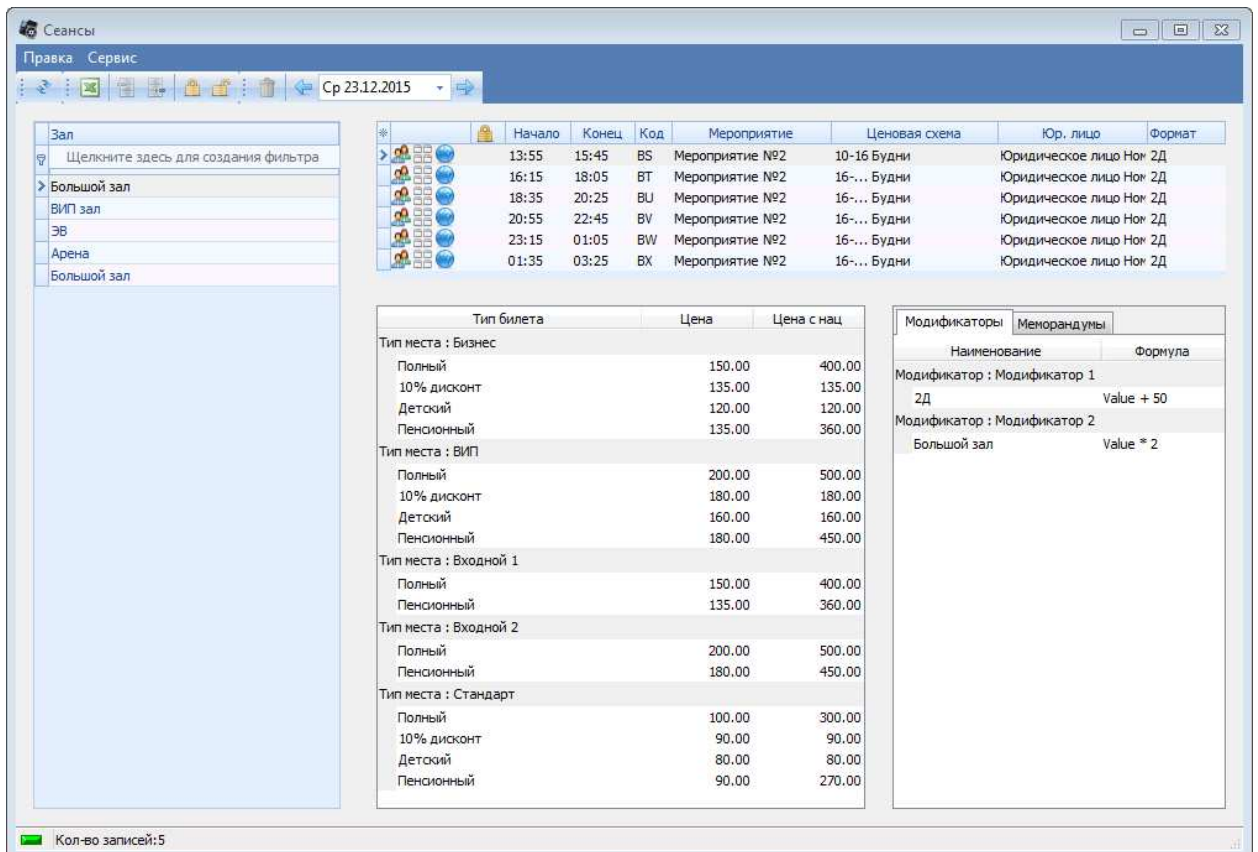 Сеансы
Правка Сервис
Ср 23.12.2015
Зал
Щелкните здесь для создания фильтра
Большой зал
ВИП зал
ЭВ
Арена
Большой зал
Начало Конец Код Мероприятие Ценовая схема Юр. лицо Формат
13:55 15:45 BS Мероприятие №2 10-16 Будни Юридическое лицо Ном 2Д
16:15 18:05 BT Мероприятие №2 16-... Будни Юридическое лицо Ном 2Д
18:35 20:25 BU Мероприятие №2 16-... Будни Юридическое лицо Ном 2Д
20:55 22:45 BV Мероприятие №2 16-... Будни Юридическое лицо Ном 2Д
23:15 01:05 BW Мероприятие №2 16-... Будни Юридическое лицо Ном 2Д
01:35 03:25 BX Мероприятие №2 16-... Будни Юридическое лицо Ном 2Д
Тип билета Цена Цена с нац
Тип места : Бизнес
Полный 150.00 400.00
10% дисконт 135.00 135.00
Детский 120.00 120.00
Пенсионный 135.00 360.00
Тип места : ВИП
Полный 200.00 500.00
10% дисконт 180.00 180.00
Детский 160.00 160.00
Пенсионный 180.00 450.00
Тип места : Входной 1
Полный 150.00 400.00
Пенсионный 135.00 360.00
Тип места : Входной 2
Полный 200.00 500.00
Пенсионный 180.00 450.00
Тип места : Стандарт
Полный 100.00 300.00
10% дисконт 90.00 90.00
Детский 80.00 80.00
Пенсионный 90.00 270.00
Модификаторы Меморандумы
Наименование Формула
Модификатор : Модификатор 1
2Д Value + 50
Модификатор : Модификатор 2
Большой зал Value * 2
Кол-во записей:5